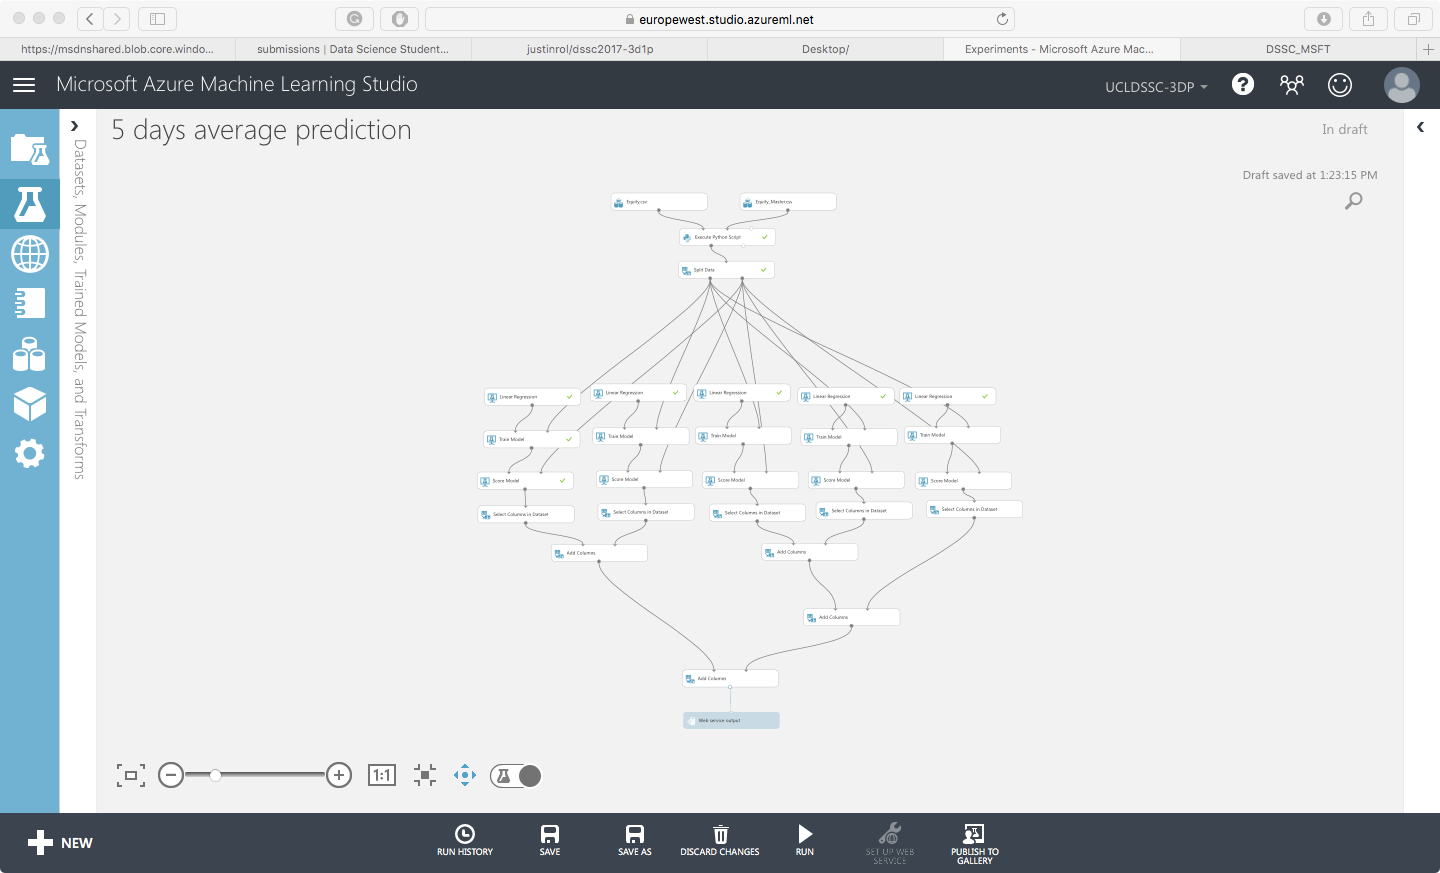 europewest.studio.azureml.net
https://msdnshared.blob.core.windo...
submissions | Data Science Student...
justinrol/dssc2017-3d1p
Desktop/
Experiments - Microsoft Azure Mac...
DSSC_MSFT
Microsoft Azure Machine Learning Studio
UCLDSSC-3DP
5 days average prediction
In draft
Draft saved at 1:23:15 PM
Datasets, Modules, Trained Models, and Transforms
Equify.csv
Equify_Master.csv
Execute Python Script
Split Data
Linear Regression
Linear Regression
Linear Regression
Linear Regression
Linear Regression
Train Model
Train Model
Train Model
Train Model
Train Model
Score Model
Score Model
Score Model
Score Model
Score Model
Select Columns in Dataset
Select Columns in Dataset
Select Columns in Dataset
Select Columns in Dataset
Select Columns in Dataset
Add Columns
Add Columns
Add Columns
Add Columns
Web service output
1:1
NEW
RUN HISTORY
SAVE
SAVE AS
DISCARD CHANGES
RUN
SET UP WEB
SERVICE
PUBLISH TO
GALLERY